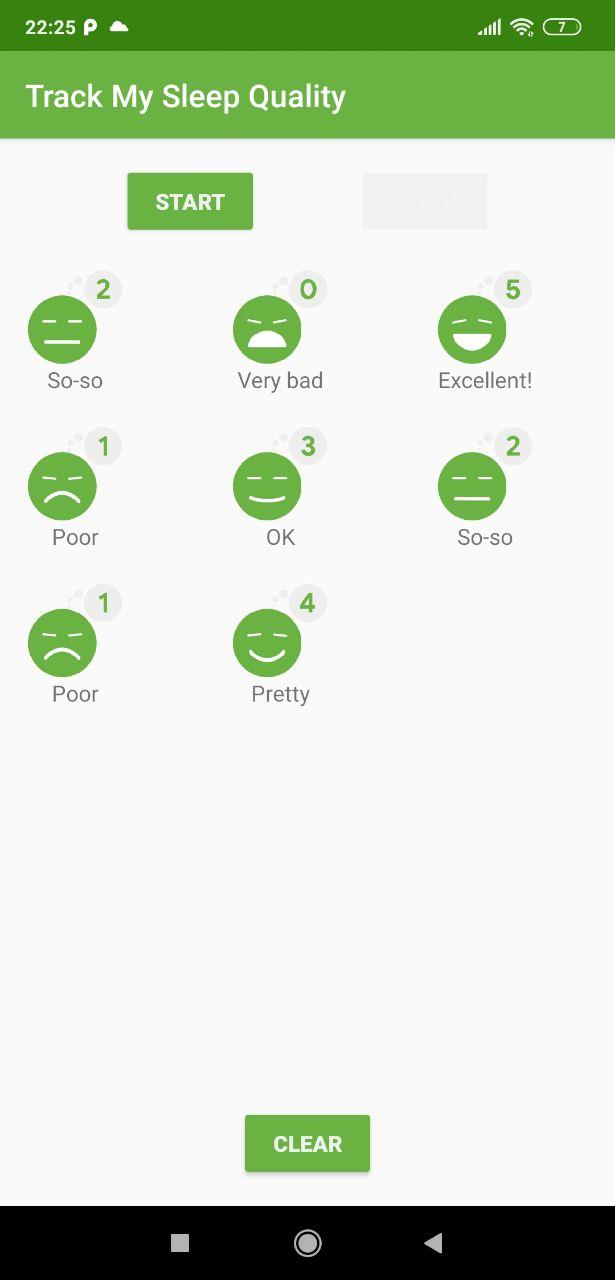 22:25
7
Track My Sleep Quality
START
2 0 5
So-so Very bad Excellent!
1 3 2
Poor OK So-so
1 4
Poor Pretty
CLEAR